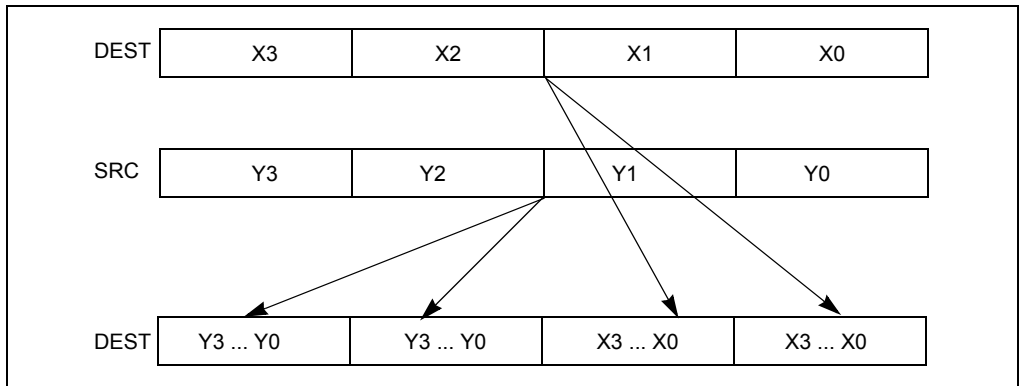 DEST X3 X2 X1 X0
SRC Y3 Y2 Y1 Y0
DEST Y3 ... Y0 Y3 ... Y0 X3 ... X0 X3 ... X0